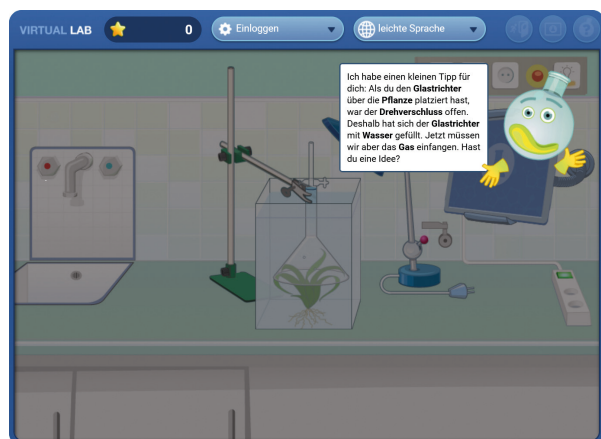 VIRTUAL LAB
0
Einloggen
leichte Sprache
Ich habe einen kleinen Tipp für
dich: Als du den Glastrichter
über die Pflanze platziert hast,
war der Drehverschluss offen.
Deshalb hat sich der Glastrichter
mit Wasser gefüllt. Jetzt müssen
wir aber das Gas einfangen. Hast
du eine Idee?